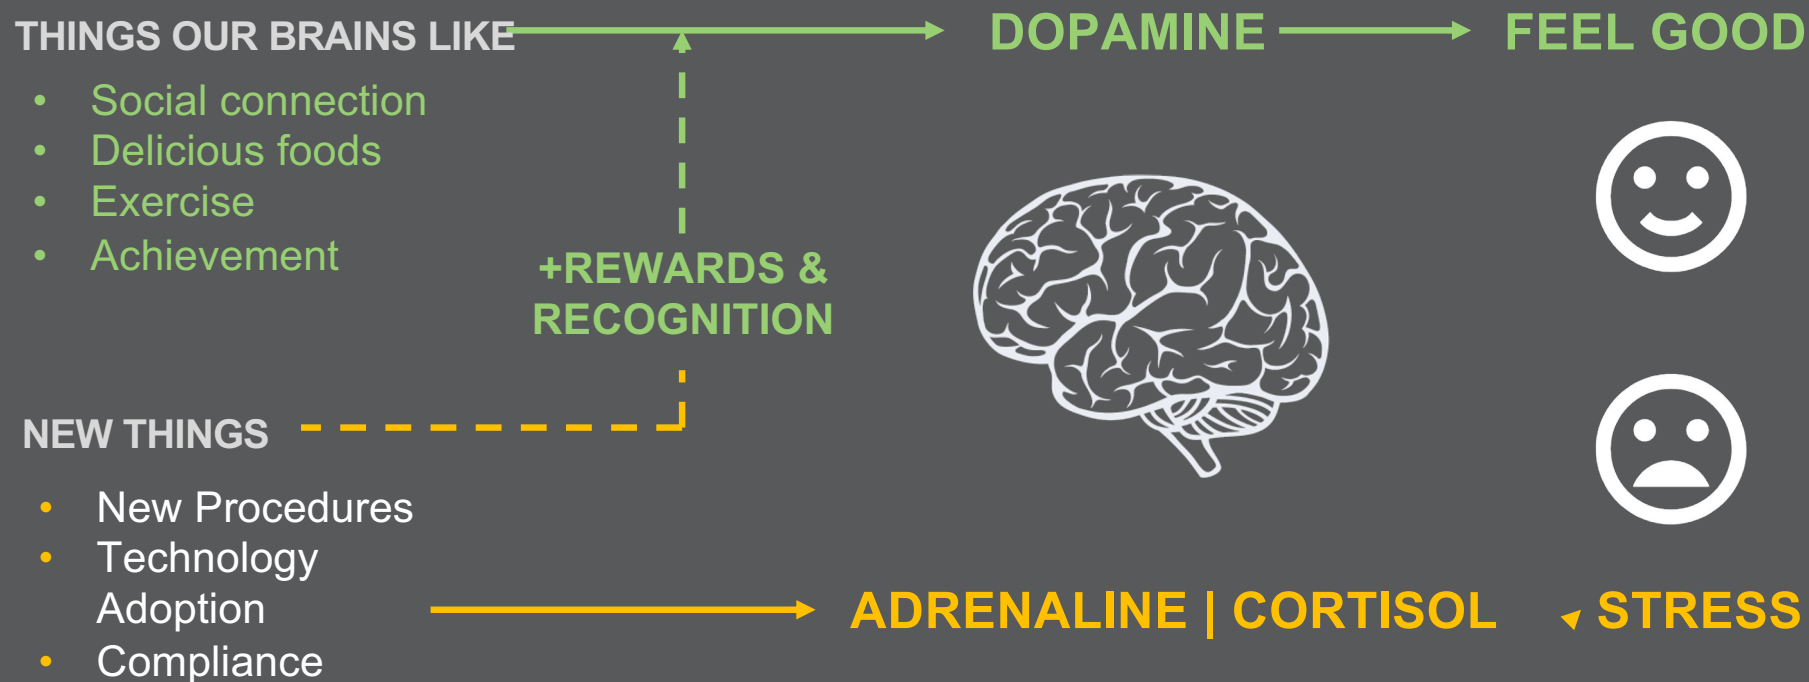 THINGS OUR BRAINS LIKE
DOPAMINE
FEEL GOOD
• Social connection
• Delicious foods
• Exercise
• Achievement
+REWARDS &
RECOGNITION
NEW THINGS
• New Procedures
• Technology
Adoption
• Compliance
ADRENALINE | CORTISOL
STRESS